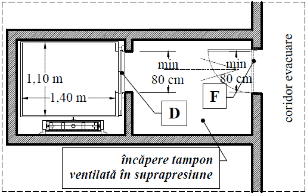 min
80 cm
min
80 cm
1,10 m
1,40 m
D
F
încăpere tampon
ventilată în suprapresiune
coridor evacuare